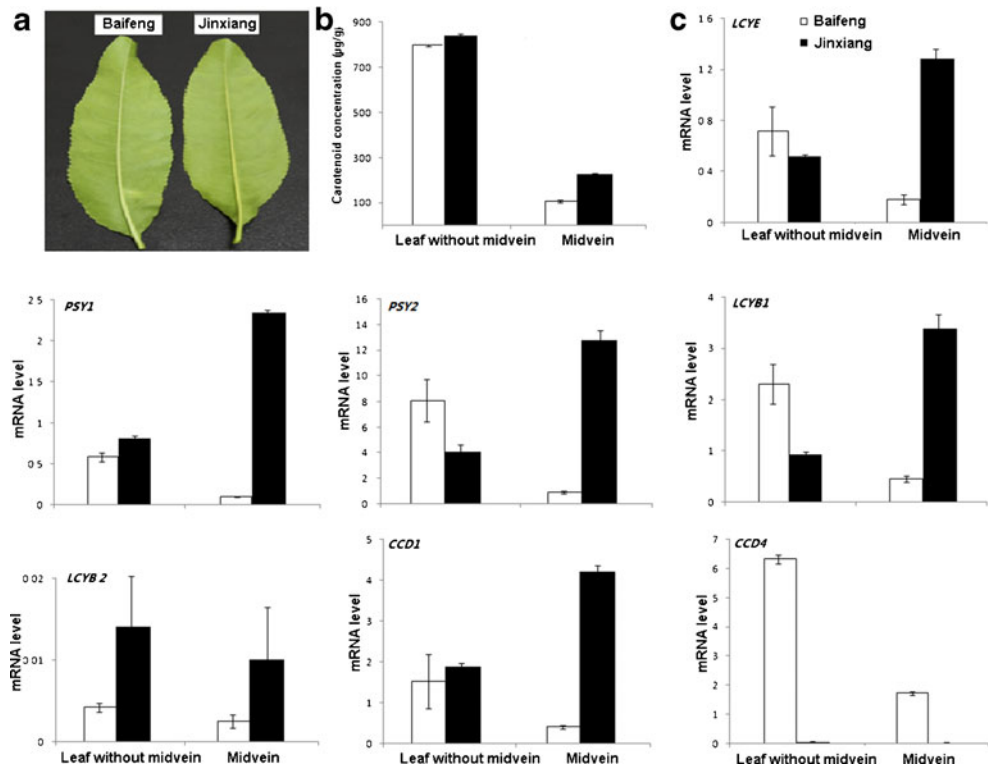 a
Baifeng
Jinxiang
b
Carotenoid concentration (µg/g)
900
700
500
300
100
Leaf without midvein
Midvein
c
LCYE
Baifeng
Jinxiang
mRNA level
1 6
1 2
0 8
0 4
0
Leaf without midvein
Midvein
PSY1
mRNA level
2 5
2
1 5
1
0 5
0
PSY2
mRNA level
16
14
12
10
8
6
4
2
0
LCYB1
mRNA level
4
3
2
1
0
LCYB 2
mRNA level
0 02
0 01
0
Leaf without midvein
Midvein
CCD1
mRNA level
5
4
3
2
1
0
Leaf without midvein
Midvein
CCD4
mRNA level
7
6
5
4
3
2
1
0
Leaf without midvein
Midvein